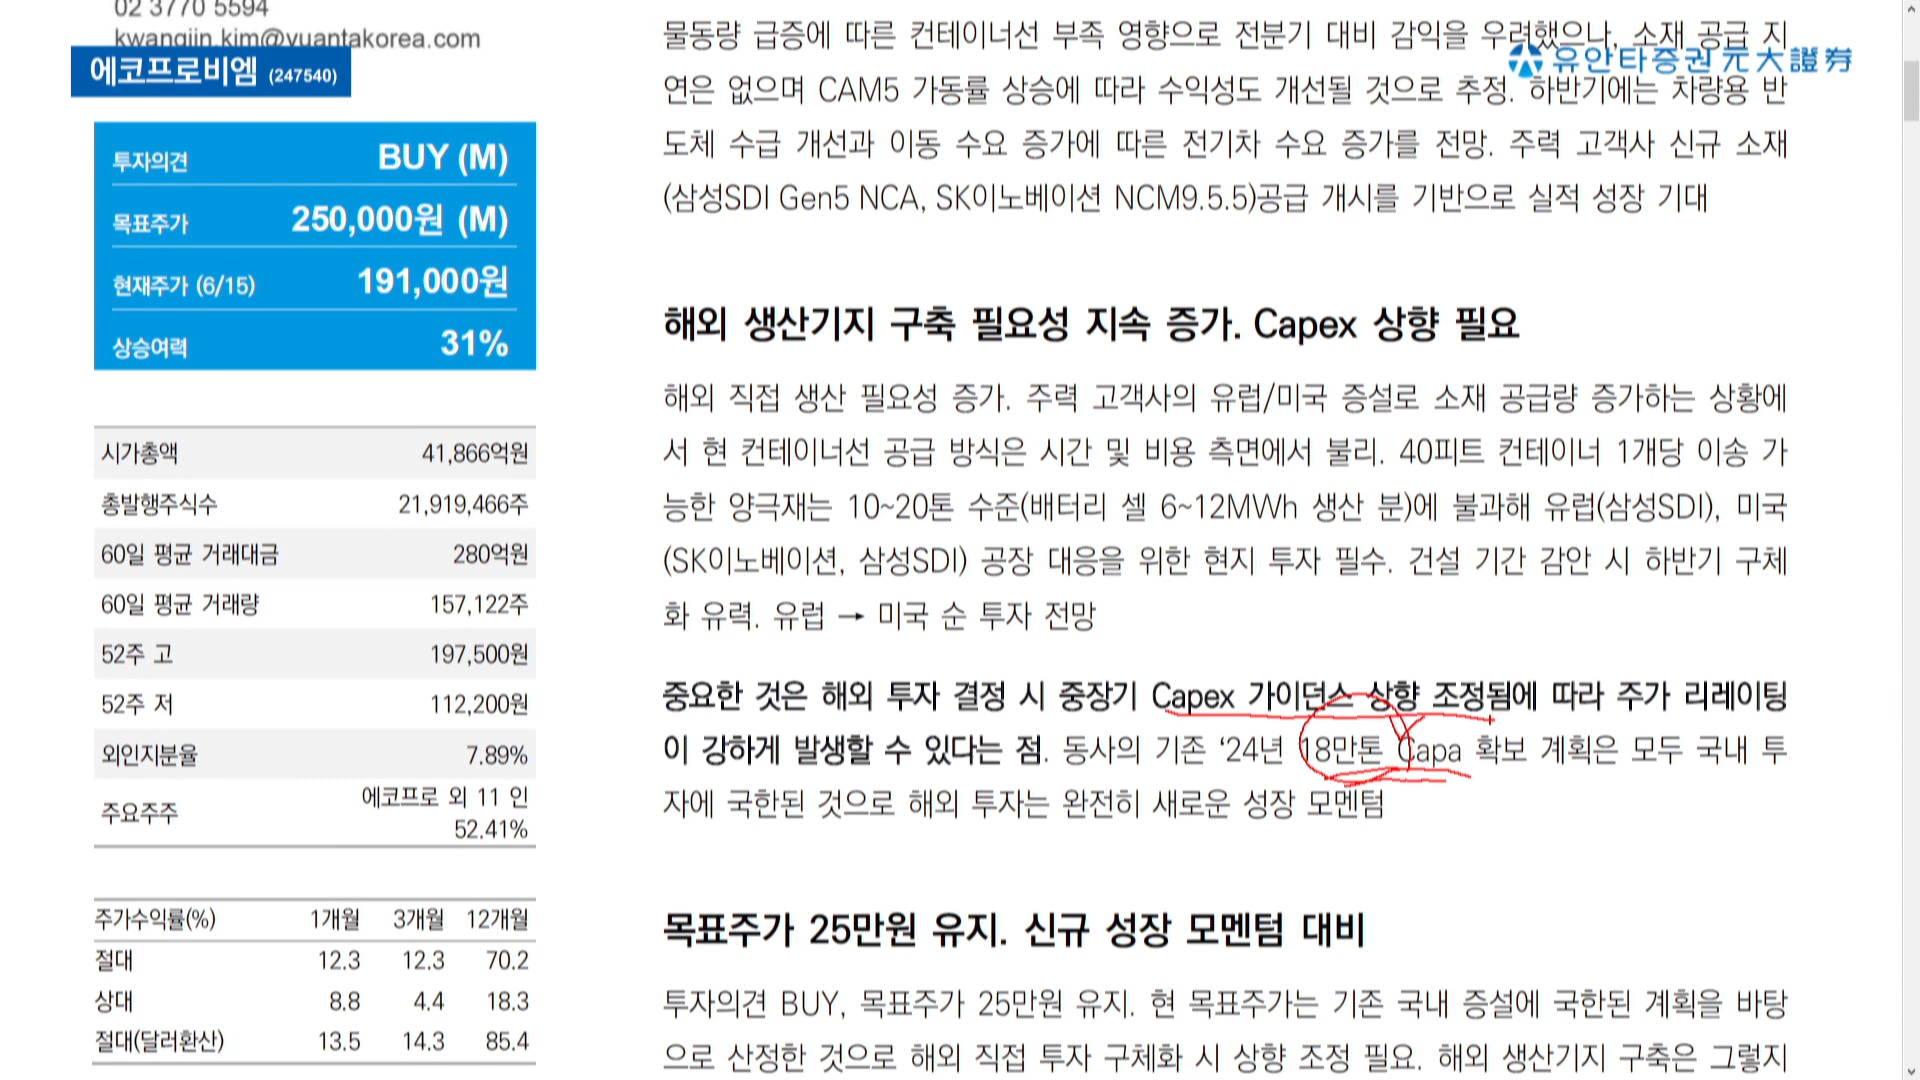 02 3770 5594
kwangjin.kim@yuantakorea.com
에코프로비엠 (247540)
유안타증권 元大證券
투자의견 BUY (M)
목표주가 250,000원 (M)
현재주가 (6/15) 191,000원
상승여력 31%
시가총액 41,866억원
총발행주식수 21,919,466주
60일 평균 거래대금 280억원
60일 평균 거래량 157,122주
52주 고 197,500원
52주 저 112,200원
외인지분율 7.89%
주요주주 에코프로 외 11 인
52.41%
주가수익률(%) 1개월 3개월 12개월
절대 12.3 12.3 70.2
상대 8.8 4.4 18.3
절대(달러환산) 13.5 14.3 85.4
물동량 급증에 따른 컨테이너선 부족 영향으로 전분기 대비 감익을 우려했으나, 소재 공급 지
연은 없으며 CAM5 가동률 상승에 따라 수익성도 개선될 것으로 추정. 하반기에는 차량용 반
도체 수급 개선과 이동 수요 증가에 따른 전기차 수요 증가를 전망. 주력 고객사 신규 소재
(삼성SDI Gen5 NCA, SK이노베이션 NCM9.5.5)공급 개시를 기반으로 실적 성장 기대
해외 생산기지 구축 필요성 지속 증가. Capex 상향 필요
해외 직접 생산 필요성 증가. 주력 고객사의 유럽/미국 증설로 소재 공급량 증가하는 상황에
서 현 컨테이너선 공급 방식은 시간 및 비용 측면에서 불리. 40피트 컨테이너 1개당 이송 가
능한 양극재는 10~20톤 수준(배터리 셀 6~12MWh 생산 분)에 불과해 유럽(삼성SDI), 미국
(SK이노베이션, 삼성SDI) 공장 대응을 위한 현지 투자 필수. 건설 기간 감안 시 하반기 구체
화 유력. 유럽 → 미국 순 투자 전망
중요한 것은 해외 투자 결정 시 중장기 Capex 가이던스 상향 조정됨에 따라 주가 리레이팅
이 강하게 발생할 수 있다는 점. 동사의 기존 ‘24년 18만톤 Capa 확보 계획은 모두 국내 투
자에 국한된 것으로 해외 투자는 완전히 새로운 성장 모멘텀
목표주가 25만원 유지. 신규 성장 모멘텀 대비
투자의견 BUY, 목표주가 25만원 유지. 현 목표주가는 기존 국내 증설에 국한된 계획을 바탕
으로 산정한 것으로 해외 직접 투자 구체화 시 상향 조정 필요. 해외 생산기지 구축은 그렇지